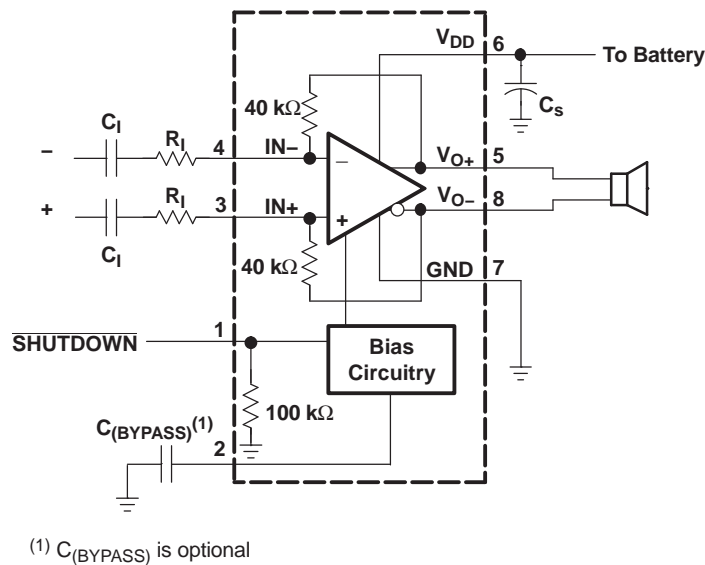 V_DD 6
To Battery
C_S
40 kΩ
C_I
R_I
4
IN–
–
–
V_O+
5
R_I
3
IN+
+
+
V_O–
8
C_I
40 kΩ
GND
7
SHUTDOWN
1
Bias
Circuitry
100 kΩ
C_(BYPASS)^(1)
2
(1) C_(BYPASS) is optional